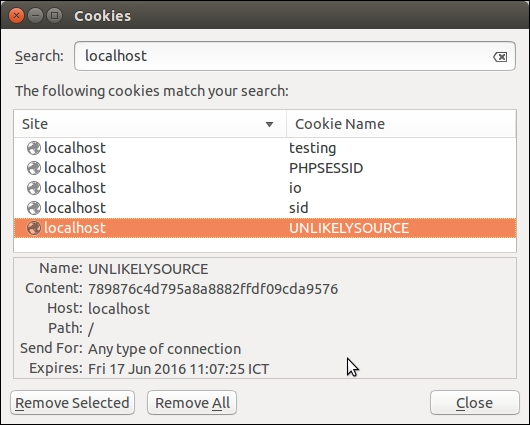 Cookies
Search: localhost
The following cookies match your search:
Site Cookie Name
localhost testing
localhost PHPSESSID
localhost io
localhost sid
localhost UNLIKELYSOURCE
Name: UNLIKELYSOURCE
Content: 789876c4d795a8a8882ffdf09cda9576
Host: localhost
Path: /
Send For: Any type of connection
Expires: Fri 17 Jun 2016 11:07:25 ICT
Remove Selected Remove All Close